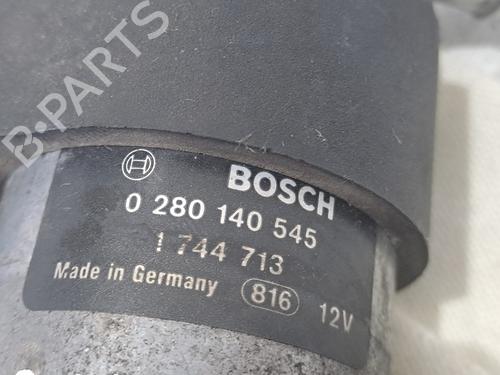 B·PARTS
BOSCH
0 280 140 545
1 744 713
Made in Germany 816 12V